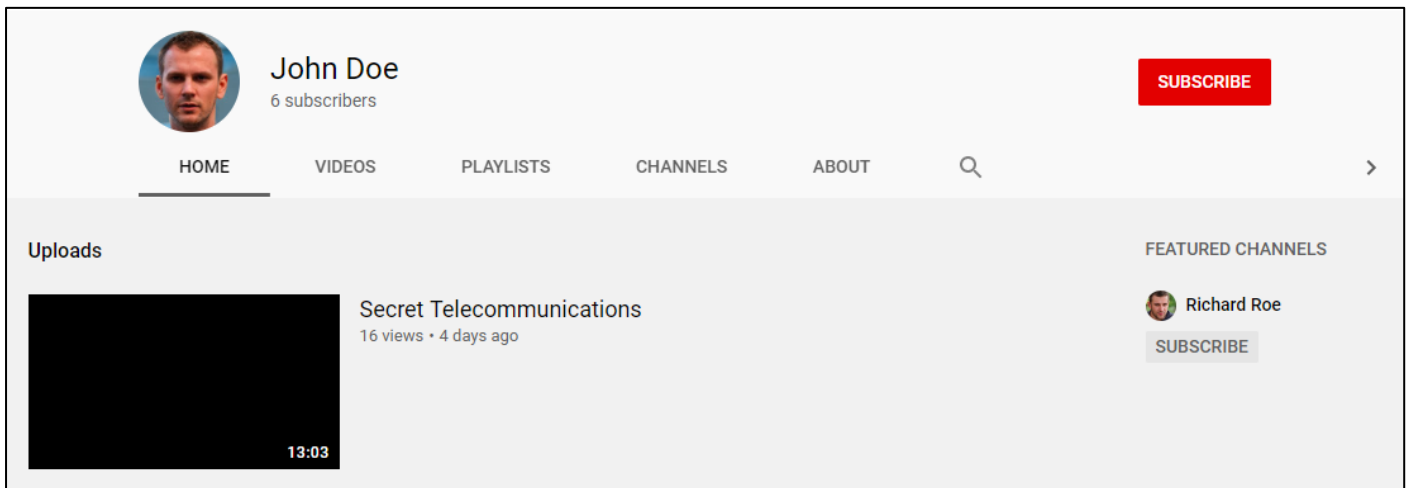 John Doe
6 subscribers
SUBSCRIBE
HOME VIDEOS PLAYLISTS CHANNELS ABOUT
Uploads
Secret Telecommunications
16 views • 4 days ago
13:03
FEATURED CHANNELS
Richard Roe
SUBSCRIBE